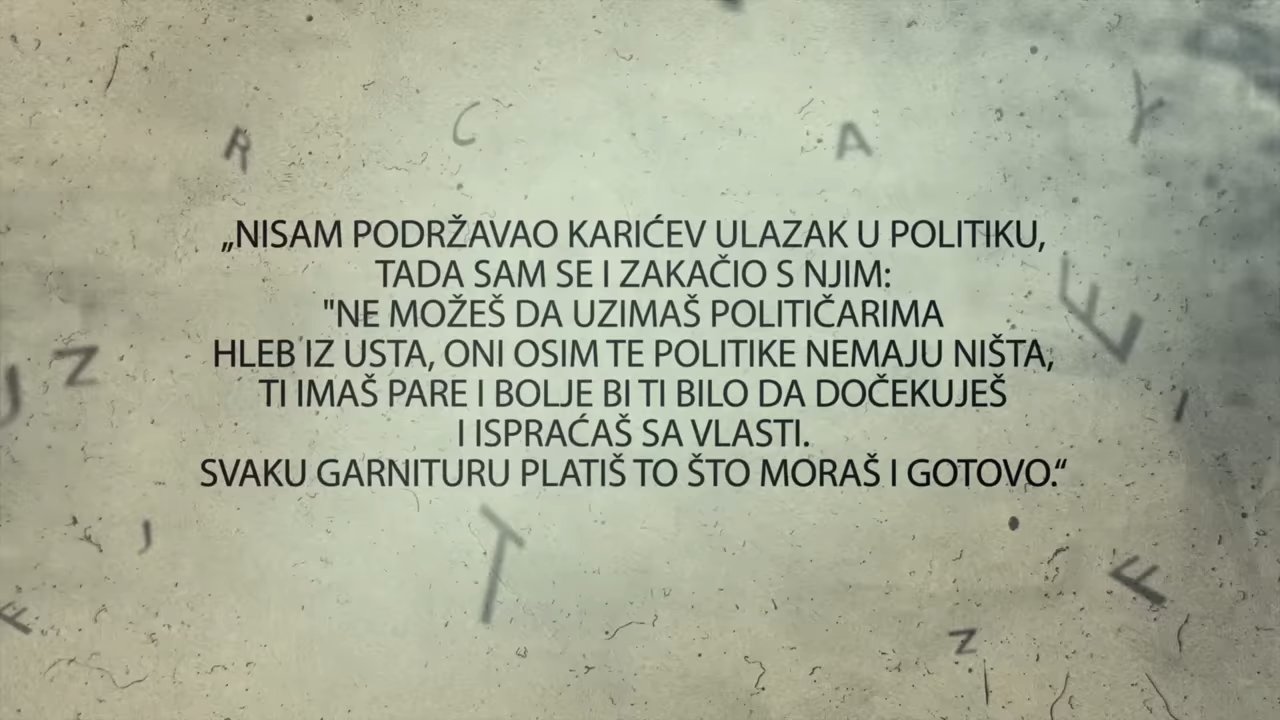 „NISAM PODRŽAVAO KARIĆEV ULAZAK U POLITIKU,
TADA SAM SE I ZAKAČIO S NJIM:
"NE MOŽEŠ DA UZIMAŠ POLITIČARIMA
HLEB IZ USTA, ONI OSIM TE POLITIKE NEMAJU NIŠTA,
TI IMAŠ PARE I BOLJE BI TI BILO DA DOČEKUJEŠ
I ISPRAĆAŠ SA VLASTI.
SVAKU GARNITURU PLATIŠ TO ŠTO MORAŠ I GOTOVO.“